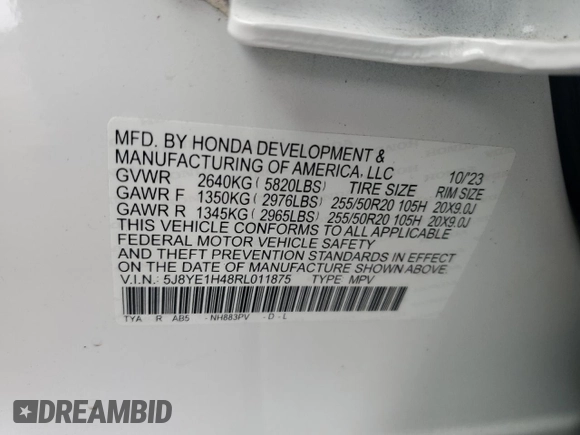 MFD. BY HONDA DEVELOPMENT &
MANUFACTURING OF AMERICA, LLC 10/23
GVWR 2640KG ( 5820LBS) TIRE SIZE RIM SIZE
GAWR F 1350KG ( 2976LBS) 255/50R20 105H 20X9.0J
GAWR R 1345KG ( 2965LBS) 255/50R20 105H 20X9.0J
THIS VEHICLE CONFORMS TO ALL APPLICABLE
FEDERAL MOTOR VEHICLE SAFETY
AND THEFT PREVENTION STANDARDS IN EFFECT
ON THE DATE OF MANUFACTURE SHOWN ABOVE.
V.I.N.: 5J8YE1H48RL011875 TYPE MPV
TYA R AB5 - NH883PV - D - L
DREAMBID